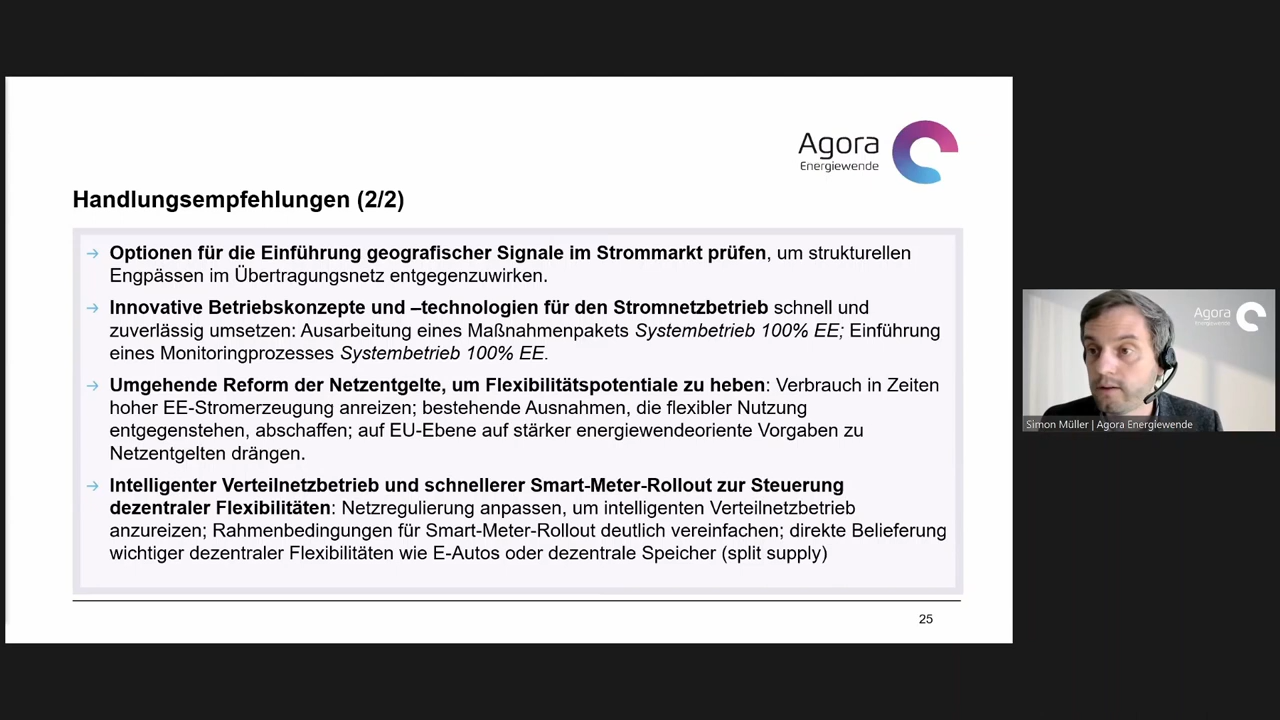 Agora
Energiewende
Handlungsempfehlungen (2/2)
→ Optionen für die Einführung geografischer Signale im Strommarkt prüfen, um strukturellen
Engpässen im Übertragungsnetz entgegenzuwirken.
→ Innovative Betriebskonzepte und –technologien für den Stromnetzbetrieb schnell und
zuverlässig umsetzen: Ausarbeitung eines Maßnahmenpakets Systembetrieb 100% EE; Einführung
eines Monitoringprozesses Systembetrieb 100% EE.
→ Umgehende Reform der Netzentgelte, um Flexibilitätspotentiale zu heben: Verbrauch in Zeiten
hoher EE-Stromerzeugung anreizen; bestehende Ausnahmen, die flexibler Nutzung
entgegenstehen, abschaffen; auf EU-Ebene auf stärker energiewendeoriente Vorgaben zu
Netzentgelten drängen.
→ Intelligenter Verteilnetzbetrieb und schnellerer Smart-Meter-Rollout zur Steuerung
dezentraler Flexibilitäten: Netzregulierung anpassen, um intelligenten Verteilnetzbetrieb
anzureizen; Rahmenbedingungen für Smart-Meter-Rollout deutlich vereinfachen; direkte Belieferung
wichtiger dezentraler Flexibilitäten wie E-Autos oder dezentrale Speicher (split supply)
25
Agora
Energiewende
Simon Müller | Agora Energiewende